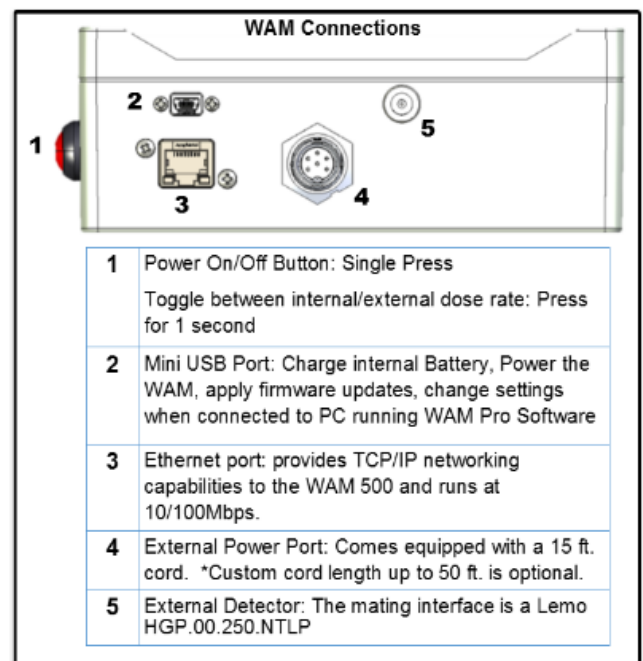 WAM Connections
2
5
1
3
4
1 Power On/Off Button: Single Press
Toggle between internal/external dose rate: Press
for 1 second
2 Mini USB Port: Charge internal Battery, Power the
WAM, apply firmware updates, change settings
when connected to PC running WAM Pro Software
3 Ethernet port: provides TCP/IP networking
capabilities to the WAM 500 and runs at
10/100Mbps.
4 External Power Port: Comes equipped with a 15 ft.
cord. *Custom cord length up to 50 ft. is optional.
5 External Detector: The mating interface is a Lemo
HGP.00.250.NTLP